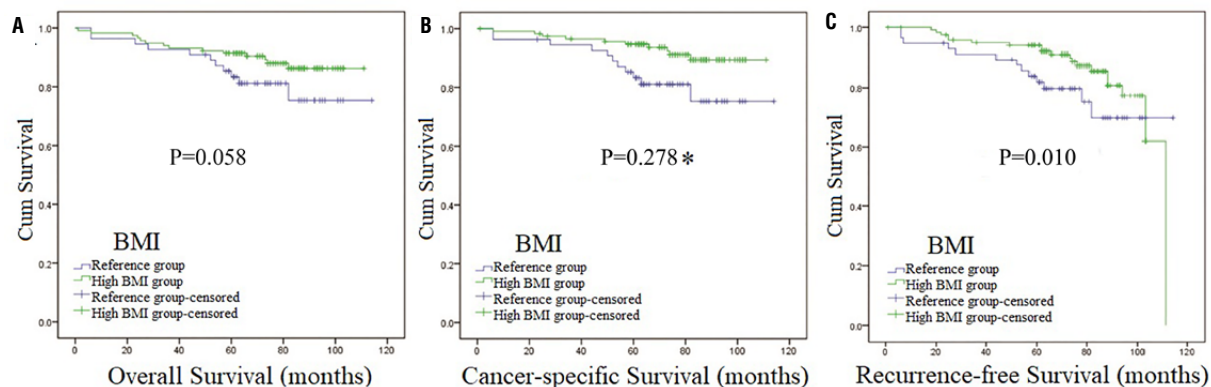 A
Cum Survival
1.0
0.8
0.6
0.4
0.2
0.0
P=0.058
BMI
Reference group
High BMI group
Reference group-censored
High BMI group-censored
0 20 40 60 80 100 120
Overall Survival (months)
B
Cum Survival
1.0
0.8
0.6
0.4
0.2
0.0
P=0.278*
BMI
Reference group
High BMI group
Reference group-censored
High BMI group-censored
0 20 40 60 80 100 120
Cancer-specific Survival (months)
C
Cum Survival
1.0
0.8
0.6
0.4
0.2
0.0
P=0.010
BMI
Reference group
High BMI group
Reference group-censored
High BMI group-censored
0 20 40 60 80 100 120
Recurrence-free Survival (months)